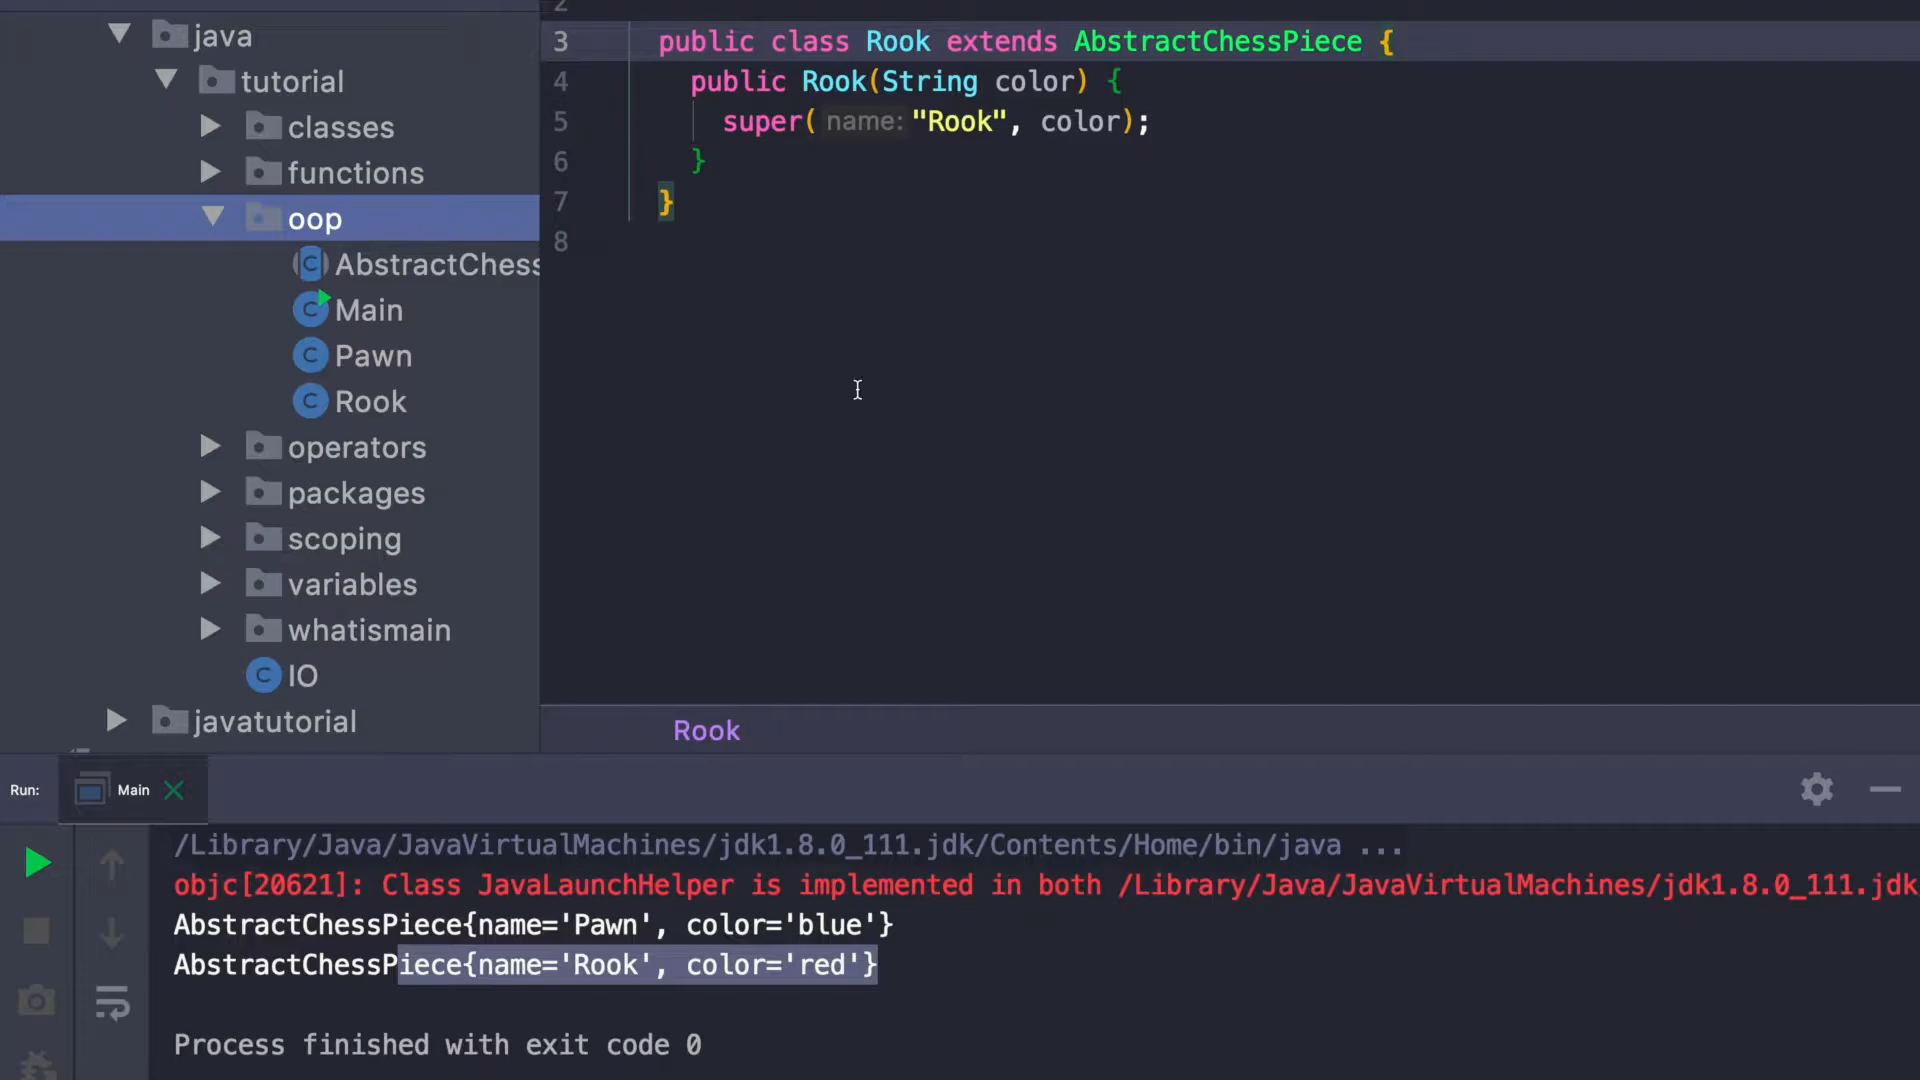 java
tutorial
classes
functions
oop
AbstractChess
Main
Pawn
Rook
operators
packages
scoping
variables
whatismain
IO
javatutorial
2
3 public class Rook extends AbstractChessPiece {
4 public Rook(String color) {
5 super( name: "Rook", color);
6 }
7 }
8
Rook
Run: Main
/Library/Java/JavaVirtualMachines/jdk1.8.0_111.jdk/Contents/Home/bin/java ...
objc[20621]: Class JavaLaunchHelper is implemented in both /Library/Java/JavaVirtualMachines/jdk1.8.0_111.jdk
AbstractChessPiece{name='Pawn', color='blue'}
AbstractChessPiece{name='Rook', color='red'}
Process finished with exit code 0